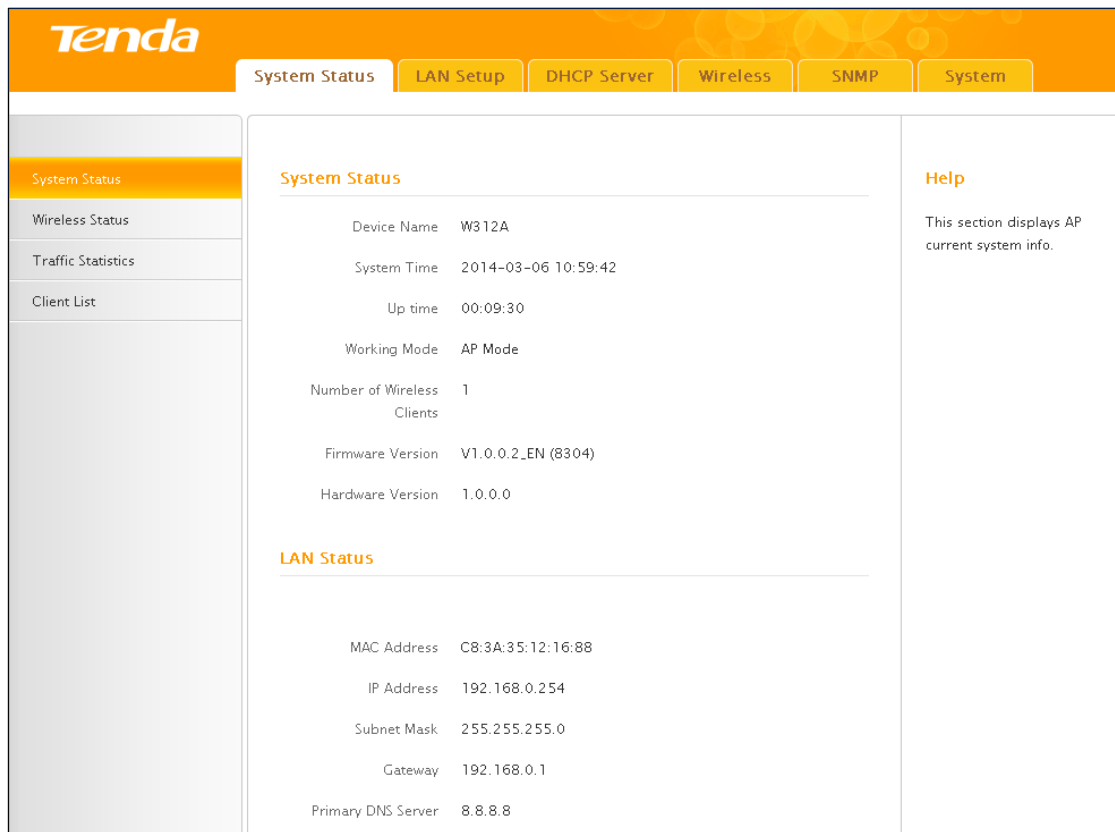 Tenda
System Status LAN Setup DHCP Server Wireless SNMP System
System Status
Wireless Status
Traffic Statistics
Client List
System Status
Device Name W312A
System Time 2014-03-06 10:59:42
Up time 00:09:30
Working Mode AP Mode
Number of Wireless 1
Clients
Firmware Version V1.0.0.2_EN (8304)
Hardware Version 1.0.0.0
LAN Status
MAC Address C8:3A:35:12:16:88
IP Address 192.168.0.254
Subnet Mask 255.255.255.0
Gateway 192.168.0.1
Primary DNS Server 8.8.8.8
Help
This section displays AP
current system info.